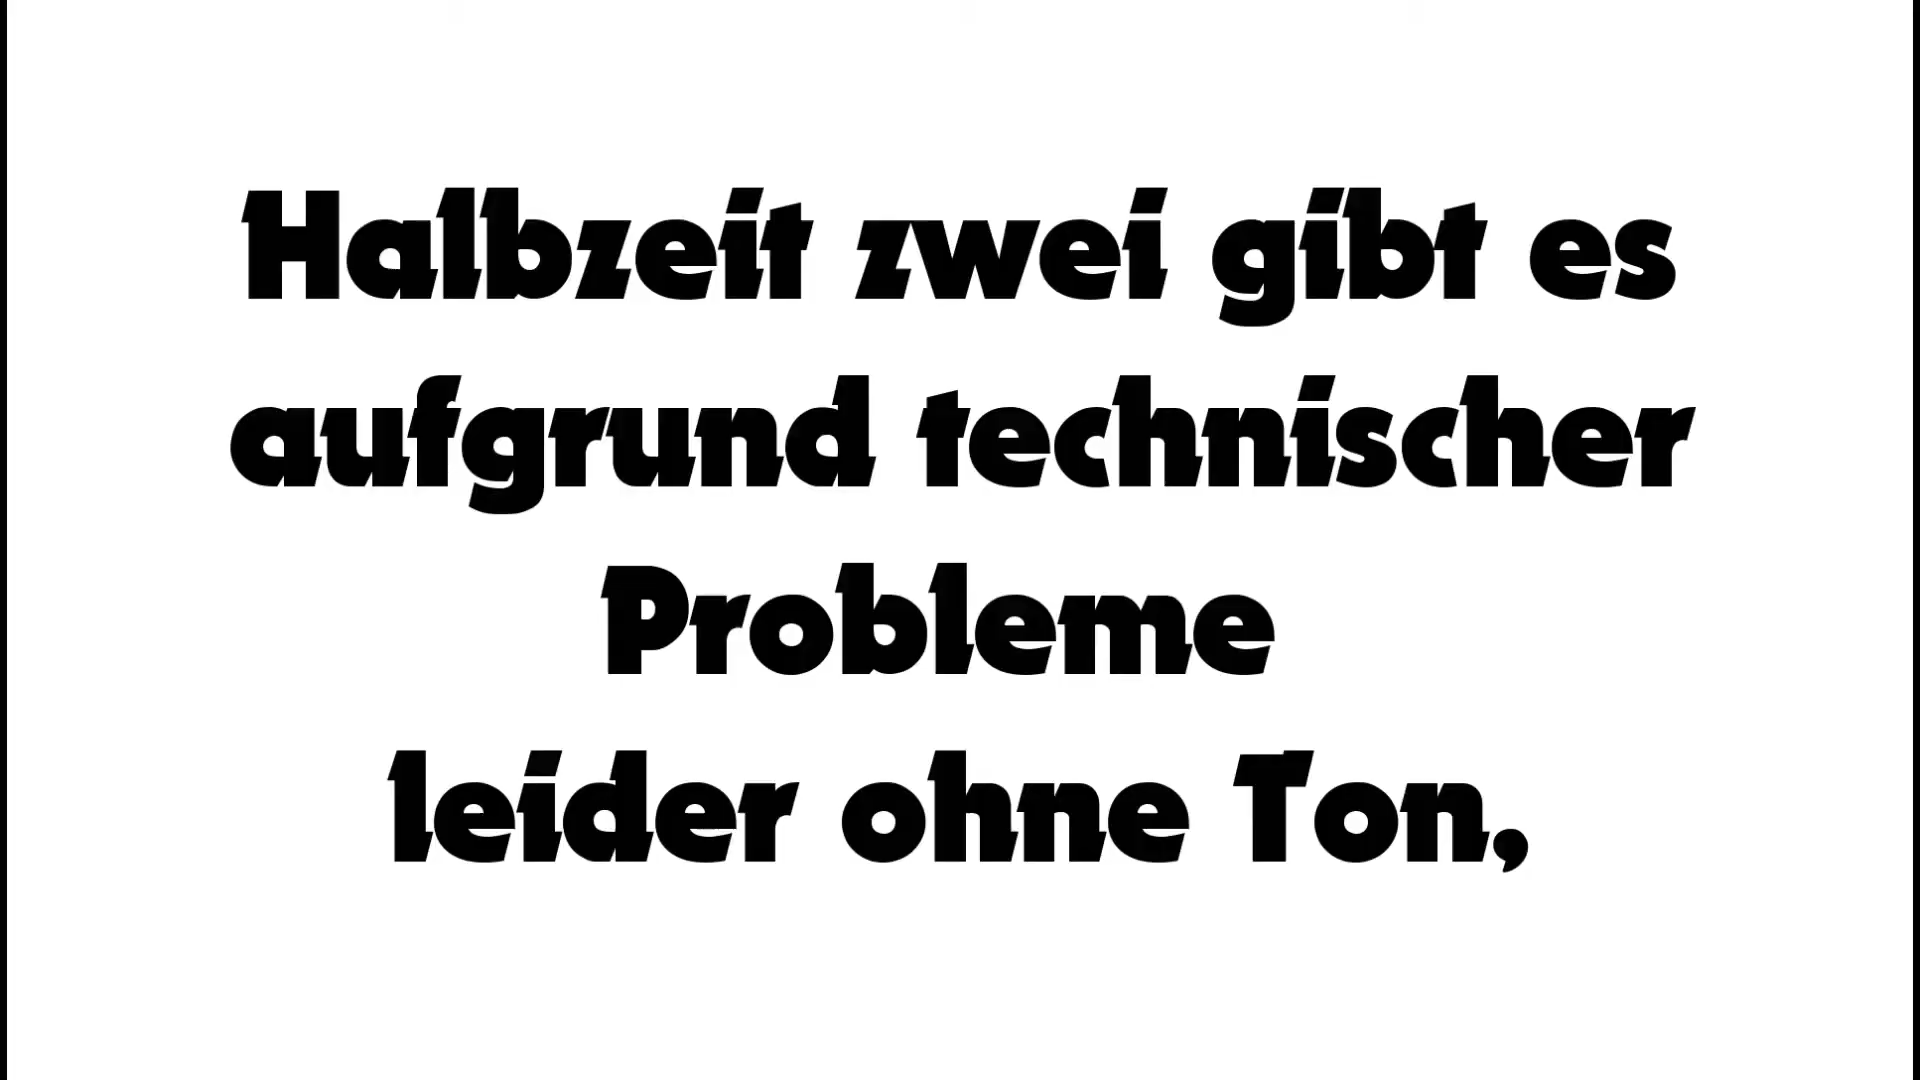 Halbzeit zwei gibt es
aufgrund technischer
Probleme
leider ohne Ton,